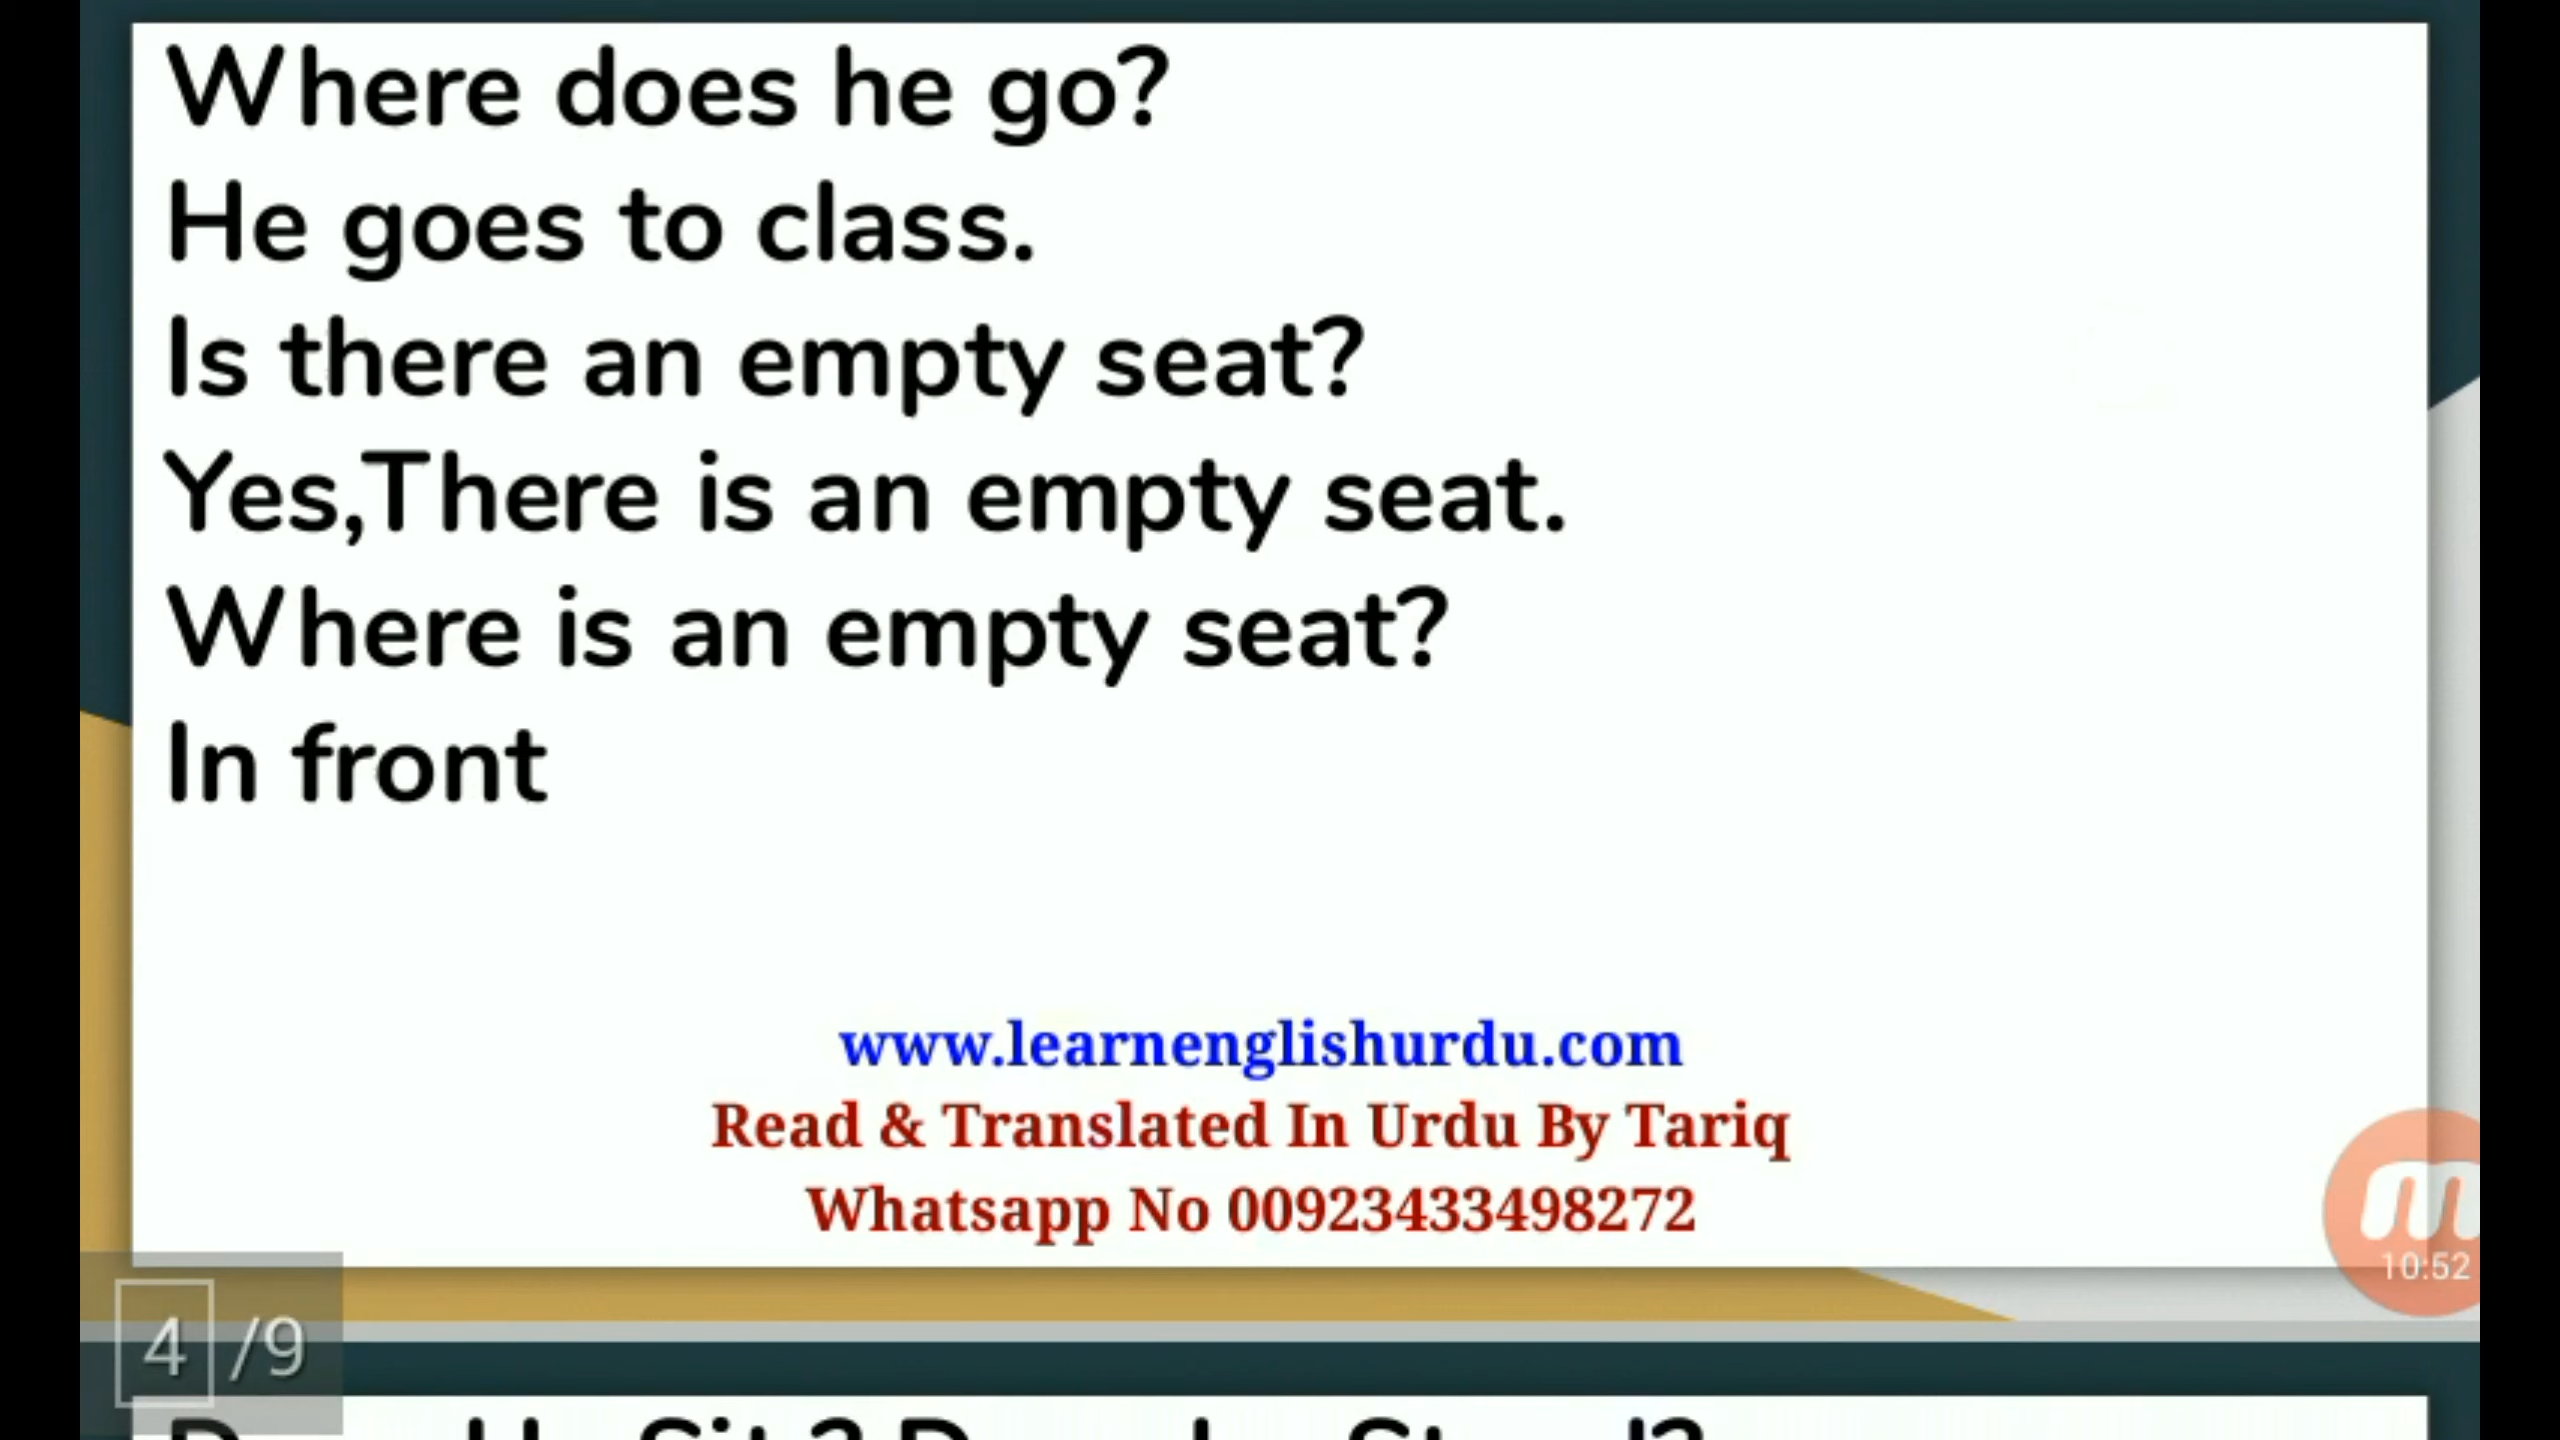 Where does he go?
He goes to class.
Is there an empty seat?
Yes,There is an empty seat.
Where is an empty seat?
In front
www.learnenglishurdu.com
Read & Translated In Urdu By Tariq
Whatsapp No 00923433498272
10:52
4 /9